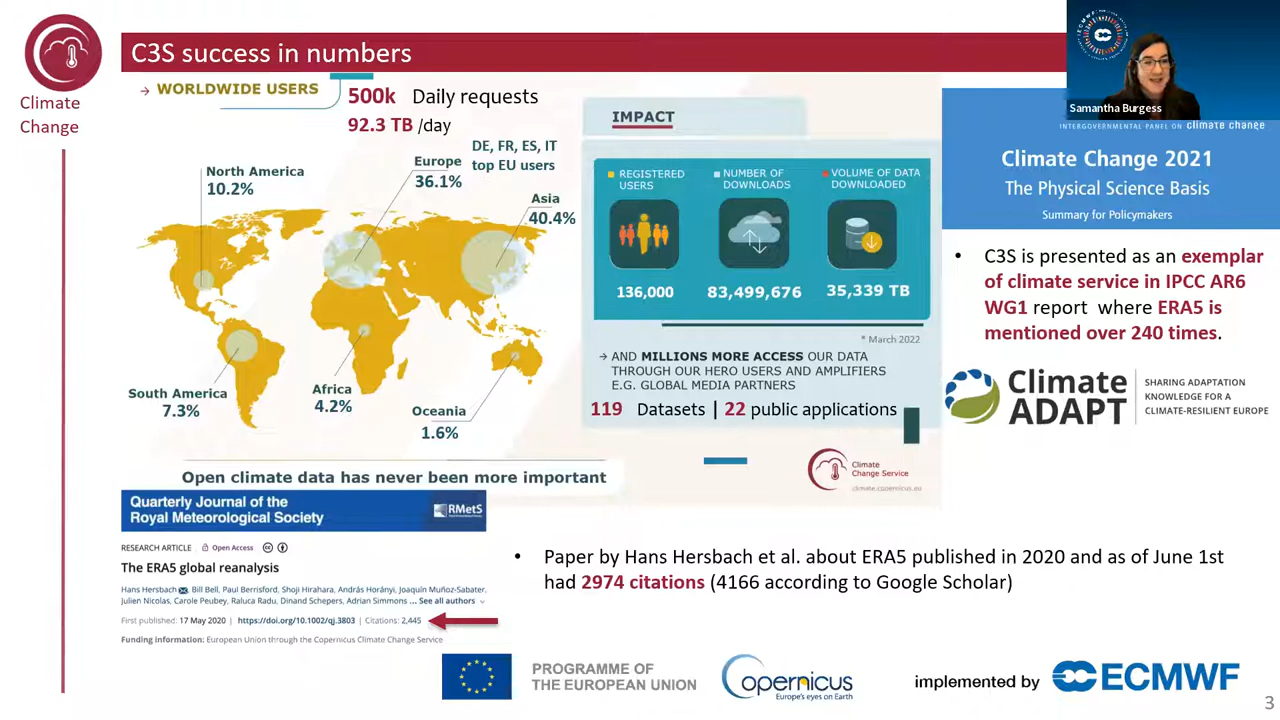 C3S success in numbers
Climate
Change
→ WORLDWIDE USERS
500k Daily requests
92.3 TB /day
DE, FR, ES, IT
top EU users
North America
10.2%
Europe
36.1%
Asia
40.4%
South America
7.3%
Africa
4.2%
Oceania
1.6%
Open climate data has never been more important
IMPACT
REGISTERED
USERS
136,000
NUMBER OF
DOWNLOADS
83,499,676
VOLUME OF DATA
DOWNLOADED
35,339 TB
* March 2022
→ AND MILLIONS MORE ACCESS OUR DATA
THROUGH OUR HERO USERS AND AMPLIFIERS
E.G. GLOBAL MEDIA PARTNERS
119 Datasets | 22 public applications
Climate
Change Service
climate.copernicus.eu
ECMWF
Samantha Burgess
INTERGOVERNMENTAL PANEL ON climate change
Climate Change 2021
The Physical Science Basis
Summary for Policymakers
• C3S is presented as an exemplar
of climate service in IPCC AR6
WG1 report where ERA5 is
mentioned over 240 times.
Climate
ADAPT
SHARING ADAPTATION
KNOWLEDGE FOR A
CLIMATE-RESILIENT EUROPE
Quarterly Journal of the
Royal Meteorological Society
RMetS
RESEARCH ARTICLE Open Access
The ERA5 global reanalysis
Hans Hersbach, Bill Bell, Paul Berrisford, Shoji Hirahara, András Horányi, Joaquín Muñoz-Sabater,
Julien Nicolas, Carole Peubey, Raluca Radu, Dinand Schepers, Adrian Simmons ... See all authors
First published: 17 May 2020 | https://doi.org/10.1002/qj.3803 | Citations: 2,445
Funding information: European Union through the Copernicus Climate Change Service
• Paper by Hans Hersbach et al. about ERA5 published in 2020 and as of June 1st
had 2974 citations (4166 according to Google Scholar)
PROGRAMME OF
THE EUROPEAN UNION
opernicus
Europe's eyes on Earth
implemented by
ECMWF
3